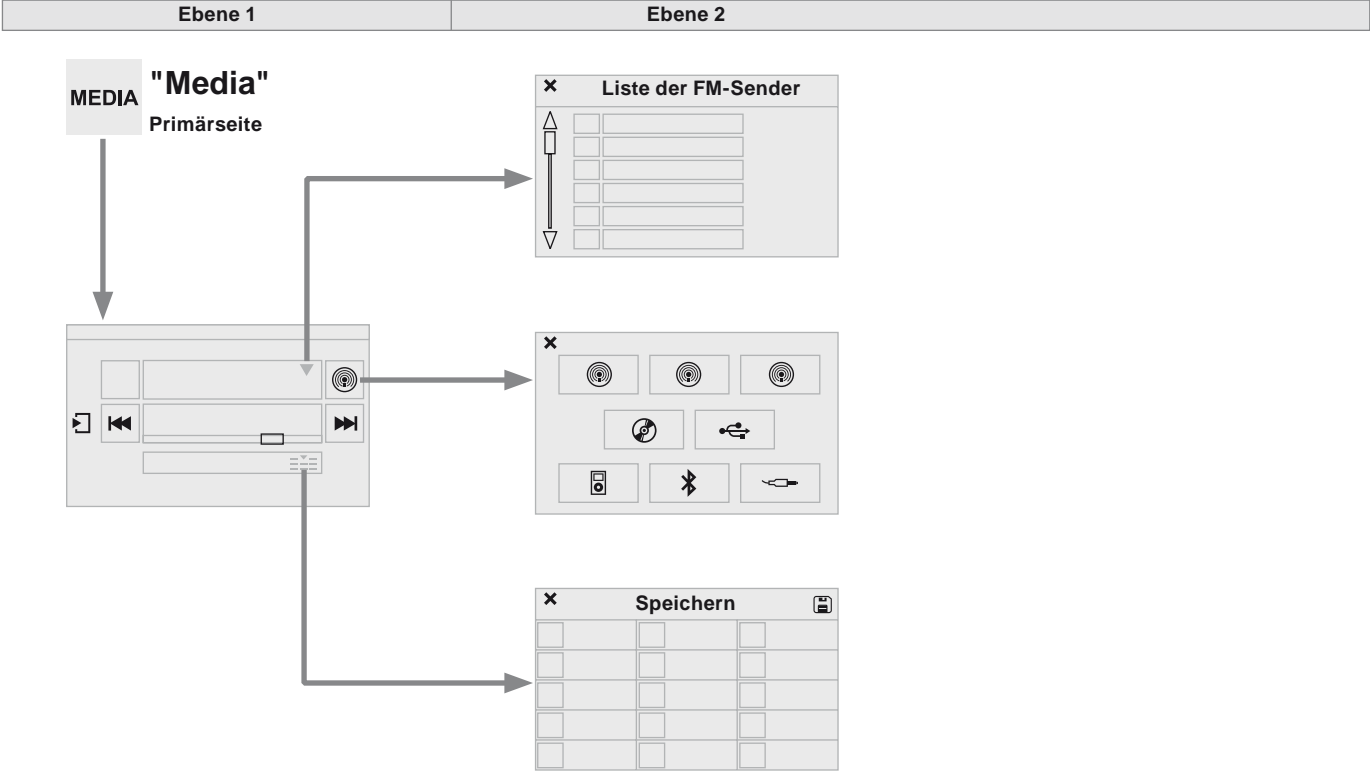 Ebene 1
Ebene 2
MEDIA
"Media"
Primärseite
Liste der FM-Sender
Speichern